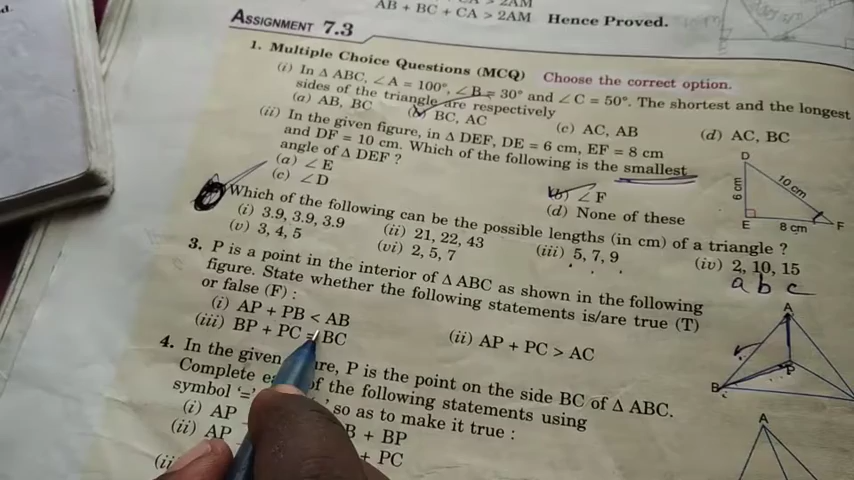 d.
CA > 2AM
AB + BC + CA > 2AM Hence Proved.
ASSIGNMENT 7.3
1. Multiple Choice Questions (MCQ) Choose the correct option.
(i) In Δ ABC, ∠A = 100°, ∠B = 30° and ∠C = 50°. The shortest and the longest
sides of the triangle are respectively
(a) AB, BC (b) BC, AC (c) AC, AB (d) AC, BC
(ii) In the given figure, in Δ DEF, DE = 6 cm, EF = 8 cm
and DF = 10 cm. Which of the following is the smallest
angle of Δ DEF ?
(a) ∠E (b) ∠F
(c) ∠D (d) None of these
D
6 cm
10 cm
E 8 cm F
Which of the following can be the possible lengths (in cm) of a triangle ?
(i) 3.9, 3.9, 3.9 (ii) 21, 22, 43 (iii) 5, 7, 9 (iv) 2, 10, 15
(v) 3, 4, 5 (vi) 2, 5, 7
a b c
3. P is a point in the interior of Δ ABC as shown in the following
figure. State whether the following statements is/are true (T)
or false (F) :
(i) AP + PB < AB (ii) AP + PC > AC
(iii) BP + PC = BC
A
B
P
4. In the given, P is the point on the side BC of Δ ABC.
Complete of the following statements using
symbol '=' , so as to make it true :
(i) AP B + BP
(ii) AP + PC
A